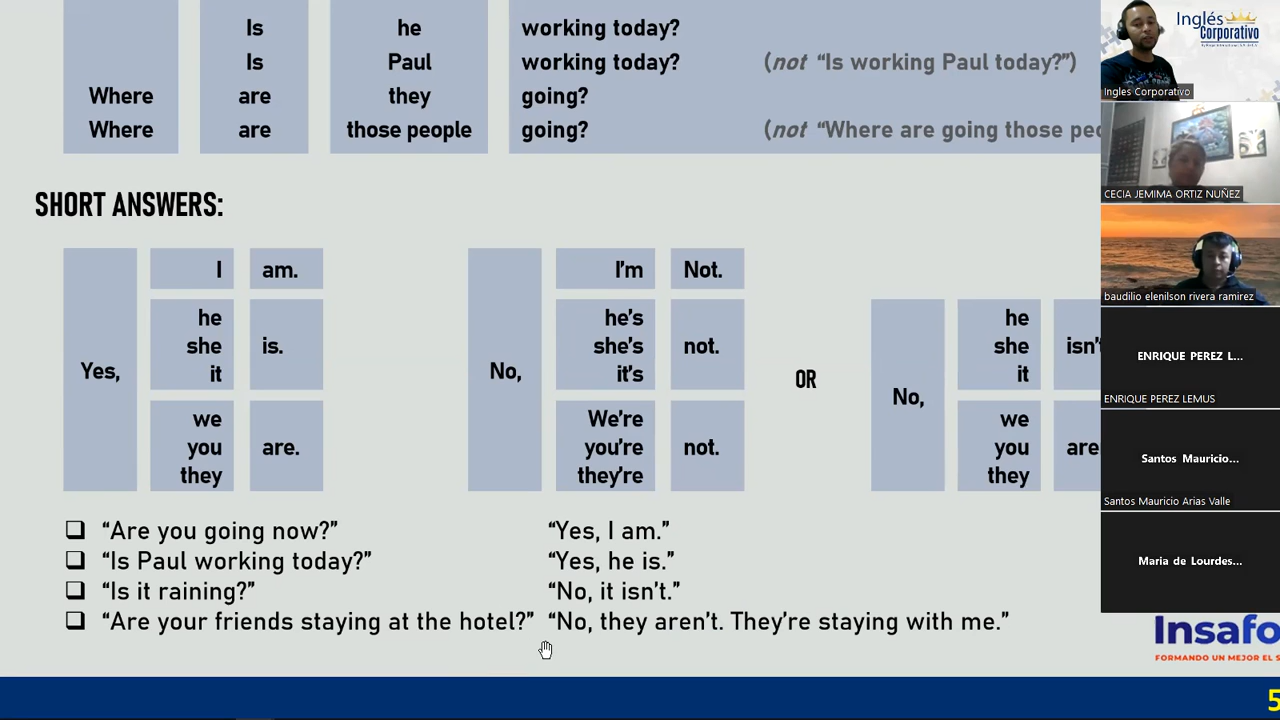 Is he working today?
Is Paul working today? (not “Is working Paul today?”)
Where are they going?
Where are those people going? (not “Where are going those
SHORT ANSWERS:
Yes,
I am.
he
she is.
it
we
you are.
they
No,
I’m Not.
he’s
she’s not.
it’s
We’re
you’re not.
they’re
OR
No,
he
she
it
we
you are
they
❑ “Are you going now?” “Yes, I am.”
❑ “Is Paul working today?” “Yes, he is.”
❑ “Is it raining?” “No, it isn’t.”
❑ “Are your friends staying at the hotel?” “No, they aren’t. They’re staying with me.”
Inglés
Corporativo
Ingles Corporativo
CECIA JEMIMA ORTIZ NUÑEZ
baudilio elenilson rivera ramirez
ENRIQUE PEREZ L...
ENRIQUE PEREZ LEMUS
Santos Mauricio...
Santos Mauricio Arias Valle
Maria de Lourdes...
Insafo
FORMANDO UN MEJOR EL S
5